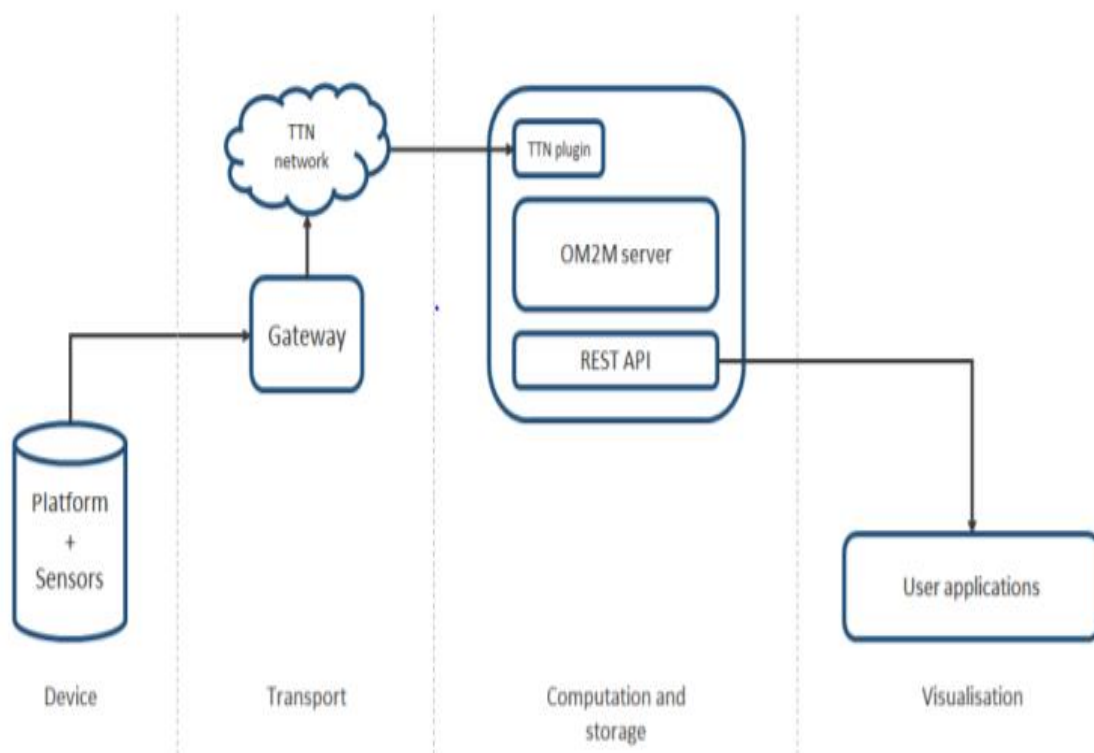 TTN
network
TTN plugin
OM2M server
Gateway
REST API
Platform
+
Sensors
User applications
Device
Transport
Computation and
storage
Visualisation